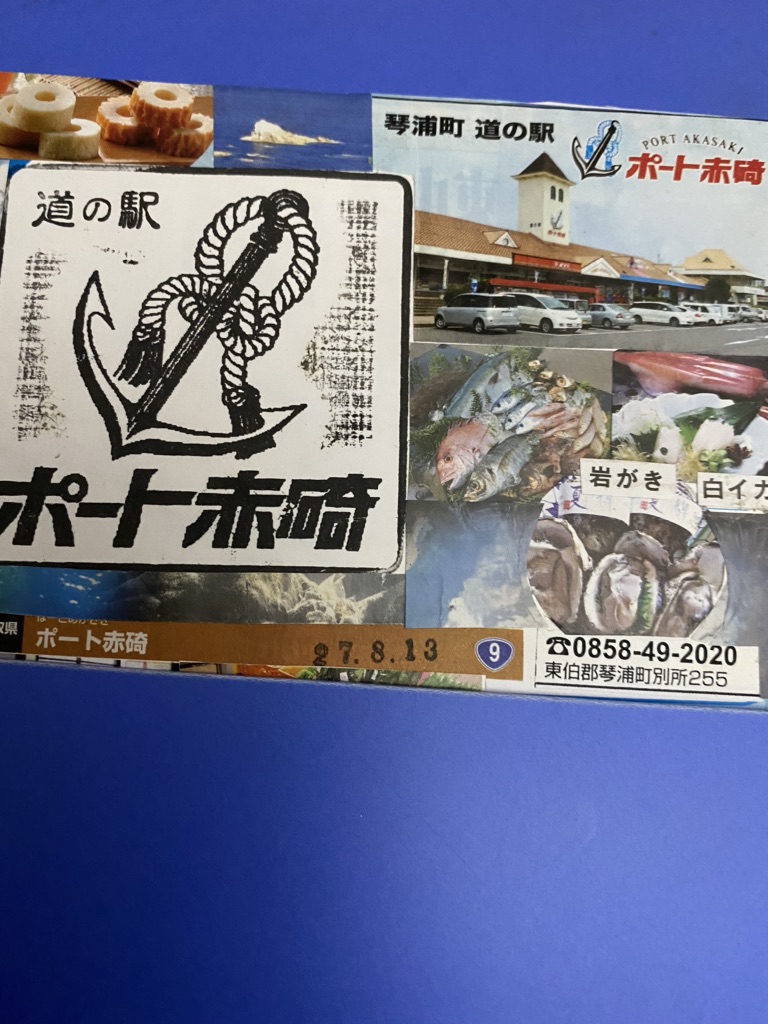 琴浦町 道の駅
PORT AKASAKI
ポート赤碕
道の駅
ポート赤碕
岩がき
白イカ
取県
ポート赤碕
27.8.13
9
☎0858-49-2020
東伯郡琴浦町別所255